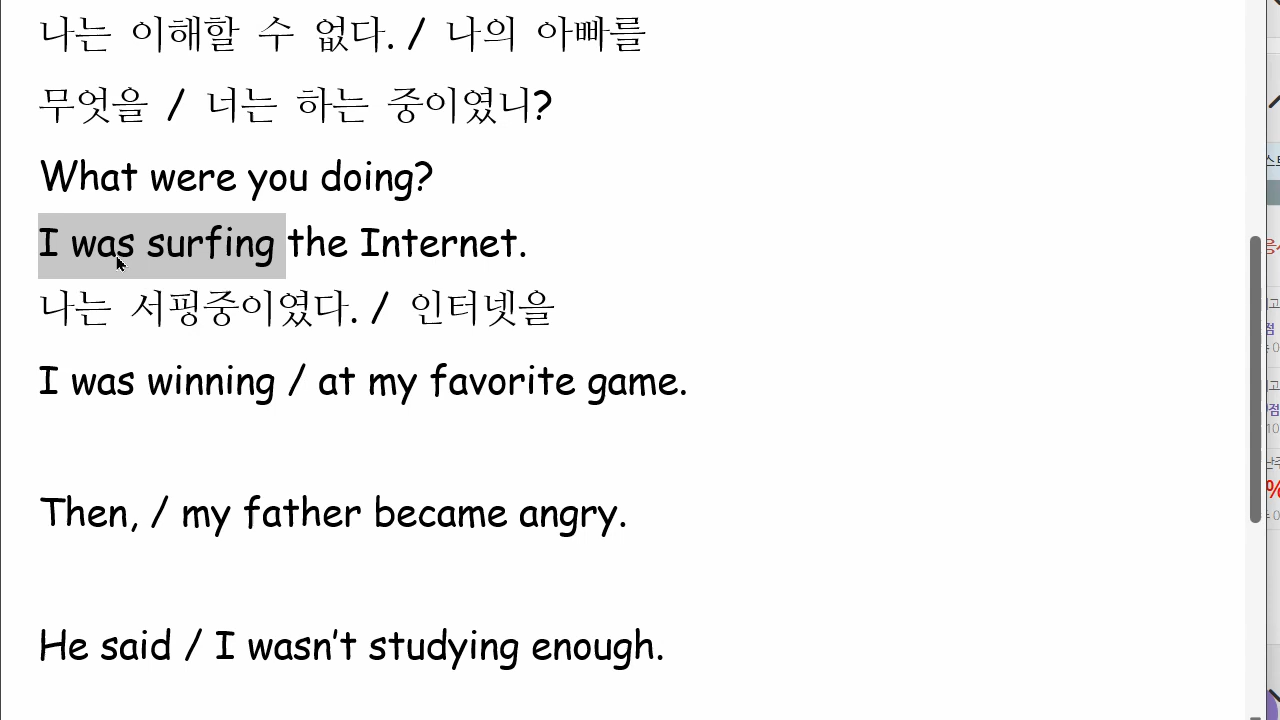 나는 이해할 수 없다. / 나의 아빠를
무엇을 / 너는 하는 중이였니?
What were you doing?
I was surfing the Internet.
나는 서핑중이였다. / 인터넷을
I was winning / at my favorite game.
Then, / my father became angry.
He said / I wasn't studying enough.